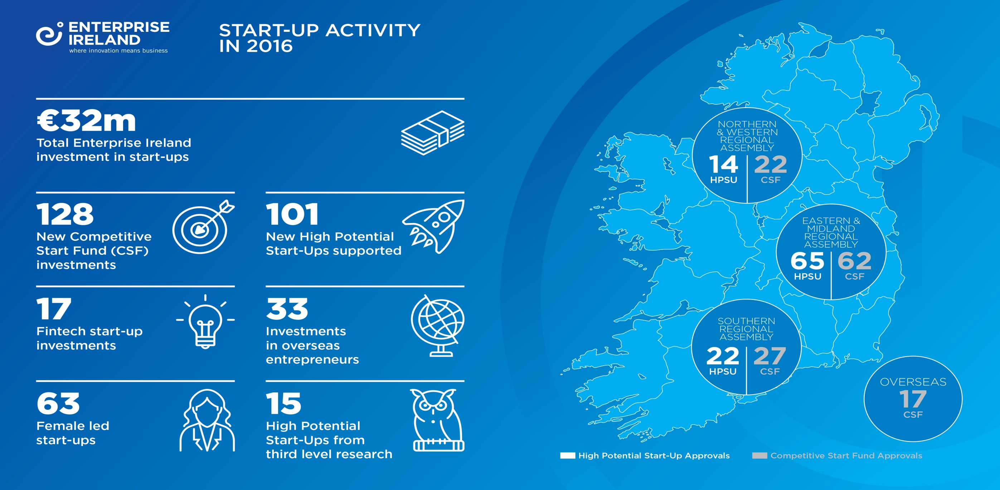 ENTERPRISE
IRELAND
where innovation means business
START-UP ACTIVITY
IN 2016
€32m
Total Enterprise Ireland
investment in start-ups
128
New Competitive
Start Fund (CSF)
investments
101
New High Potential
Start-Ups supported
17
Fintech start-up
investments
33
Investments
in overseas
entrepreneurs
63
Female led
start-ups
15
High Potential
Start-Ups from
third level research
NORTHERN
& WESTERN
REGIONAL
ASSEMBLY
14 22
HPSU CSF
EASTERN &
MIDLAND
REGIONAL
ASSEMBLY
65 62
HPSU CSF
SOUTHERN
REGIONAL
ASSEMBLY
22 27
HPSU CSF
OVERSEAS
17
CSF
High Potential Start-Up Approvals
Competitive Start Fund Approvals